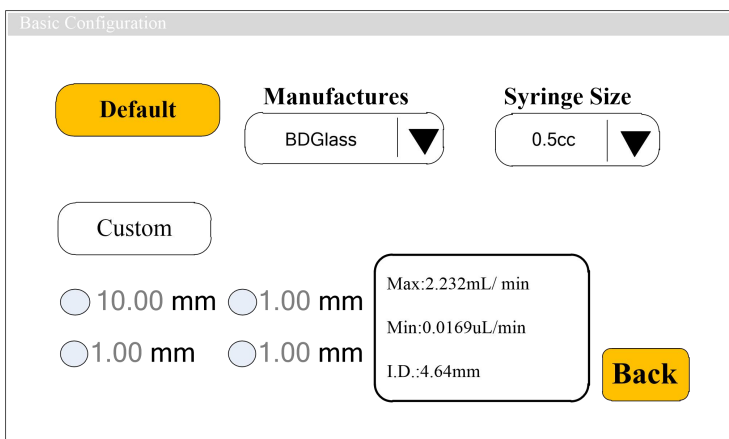 Basic Configuration
Default
Manufactures
Syringe Size
BDGlass
0.5cc
Custom
10.00 mm
1.00 mm
1.00 mm
1.00 mm
Max:2.232mL/ min
Min:0.0169uL/min
I.D.:4.64mm
Back